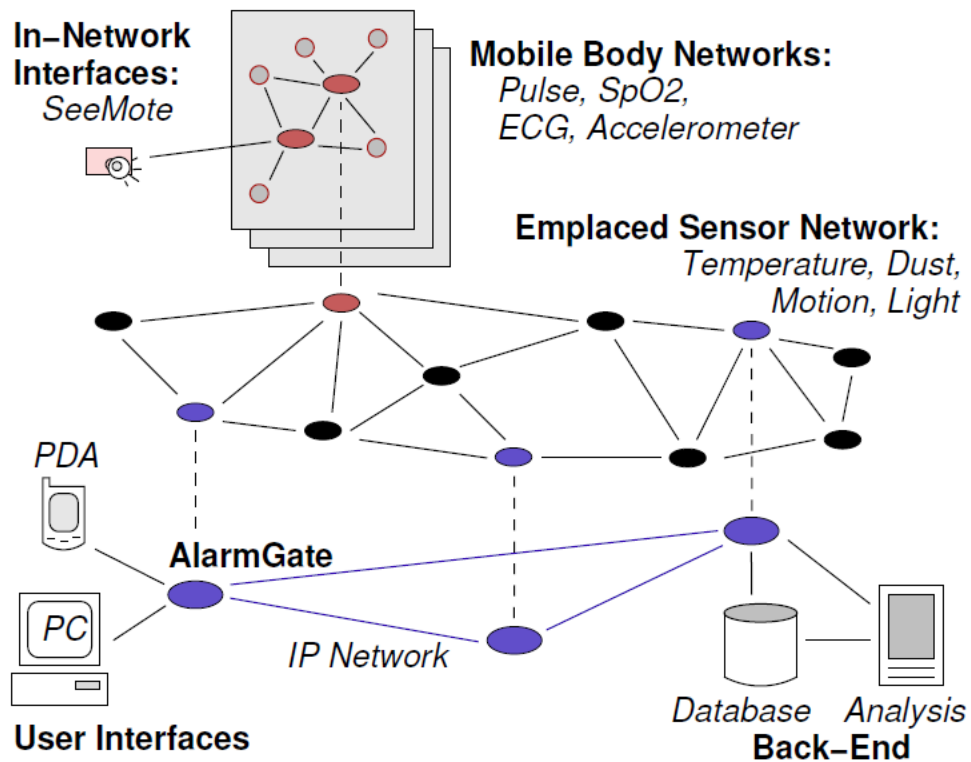 In–Network
Interfaces:
SeeMote
Mobile Body Networks:
Pulse, SpO2,
ECG, Accelerometer
Emplaced Sensor Network:
Temperature, Dust,
Motion, Light
PDA
AlarmGate
PC
IP Network
User Interfaces
Database
Analysis
Back–End